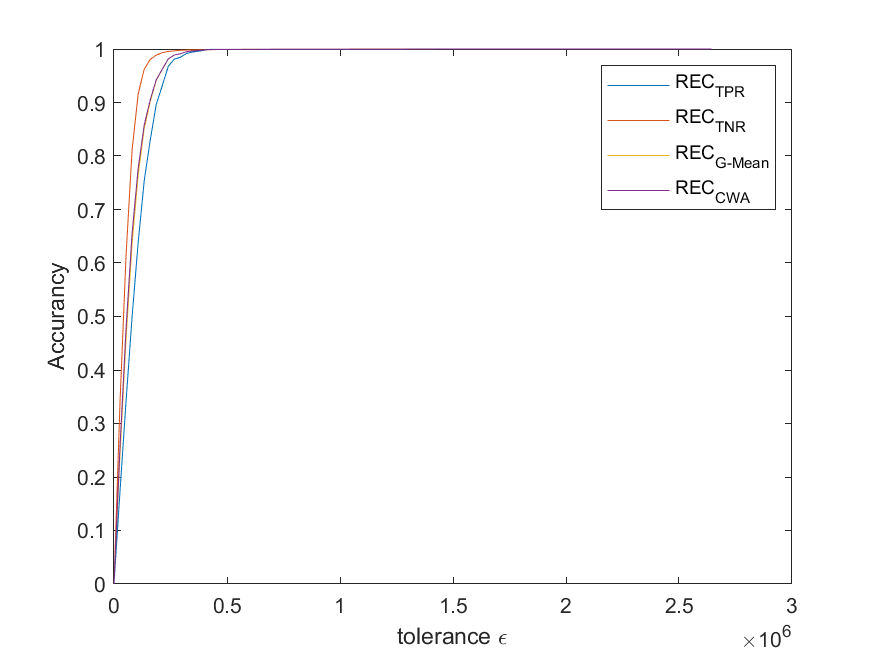 1
0.9
0.8
0.7
0.6
0.5
0.4
0.3
0.2
0.1
0
Accurancy
REC_TPR
REC_TNR
REC_G-Mean
REC_CWA
0 0.5 1 1.5 2 2.5 3
tolerance ϵ
×10^6